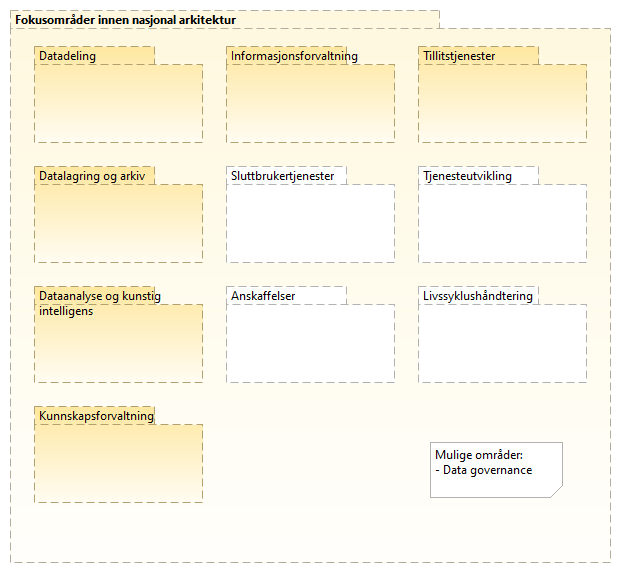 Fokusområder innen nasjonal arkitektur
Datadeling
Informasjonsforvaltning
Tillitstjenester
Datalagring og arkiv
Sluttbrukertjenester
Tjenesteutvikling
Dataanalyse og kunstig
intelligens
Anskaffelser
Livssyklushåndtering
Kunnskapsforvaltning
Mulige områder:
- Data governance